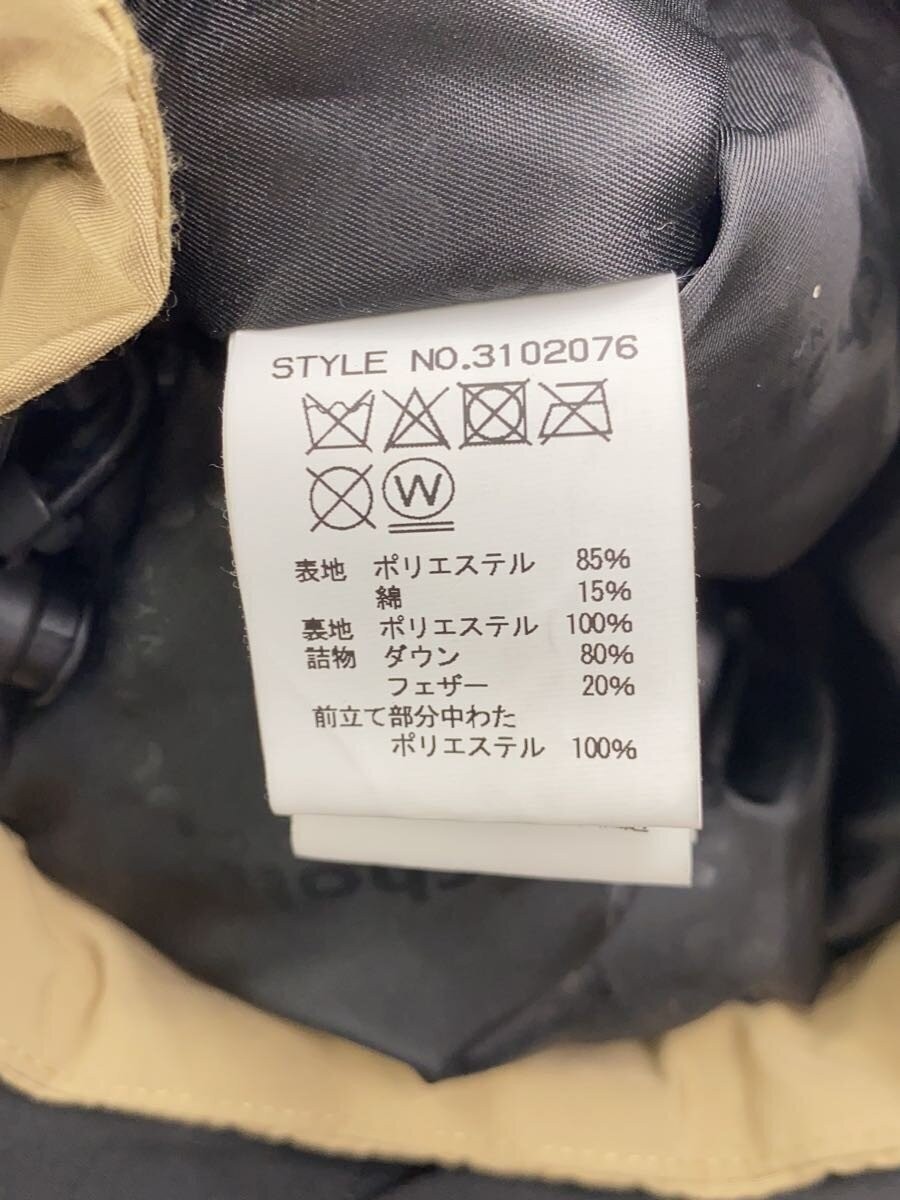 STYLE NO.3102076
W
表地 ポリエステル 85%
綿 15%
裏地 ポリエステル 100%
詰物 ダウン 80%
フェザー 20%
前立て部分中わた
ポリエステル 100%